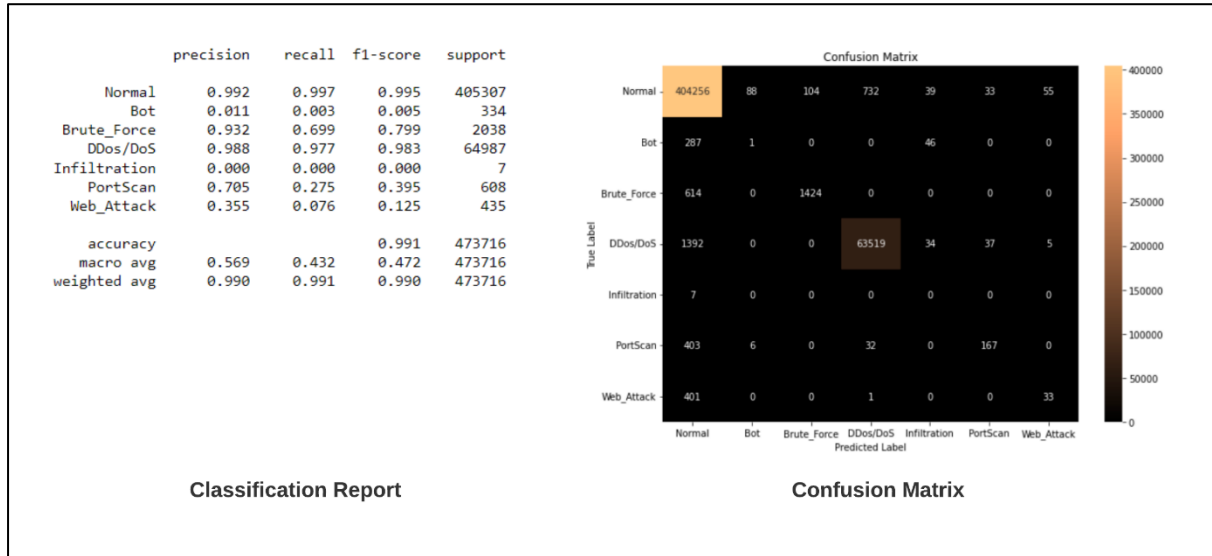 precision recall f1-score support
Normal 0.992 0.997 0.995 405307
Bot 0.011 0.003 0.005 334
Brute_Force 0.932 0.699 0.799 2038
DDos/DoS 0.988 0.977 0.983 64987
Infiltration 0.000 0.000 0.000 7
PortScan 0.705 0.275 0.395 608
Web_Attack 0.355 0.076 0.125 435
accuracy 0.991 473716
macro avg 0.569 0.432 0.472 473716
weighted avg 0.990 0.991 0.990 473716
Classification Report
Confusion Matrix
True Label
Normal 404256 88 104 732 39 33 55
Bot 287 1 0 0 46 0 0
Brute_Force 614 0 1424 0 0 0 0
DDos/DoS 1392 0 0 63519 34 37 5
Infiltration 7 0 0 0 0 0 0
PortScan 403 6 0 32 0 167 0
Web_Attack 401 0 0 1 0 0 33
Normal Bot Brute_Force DDos/DoS Infiltration PortScan Web_Attack
Predicted Label
400000
350000
300000
250000
200000
150000
100000
50000
0
Confusion Matrix